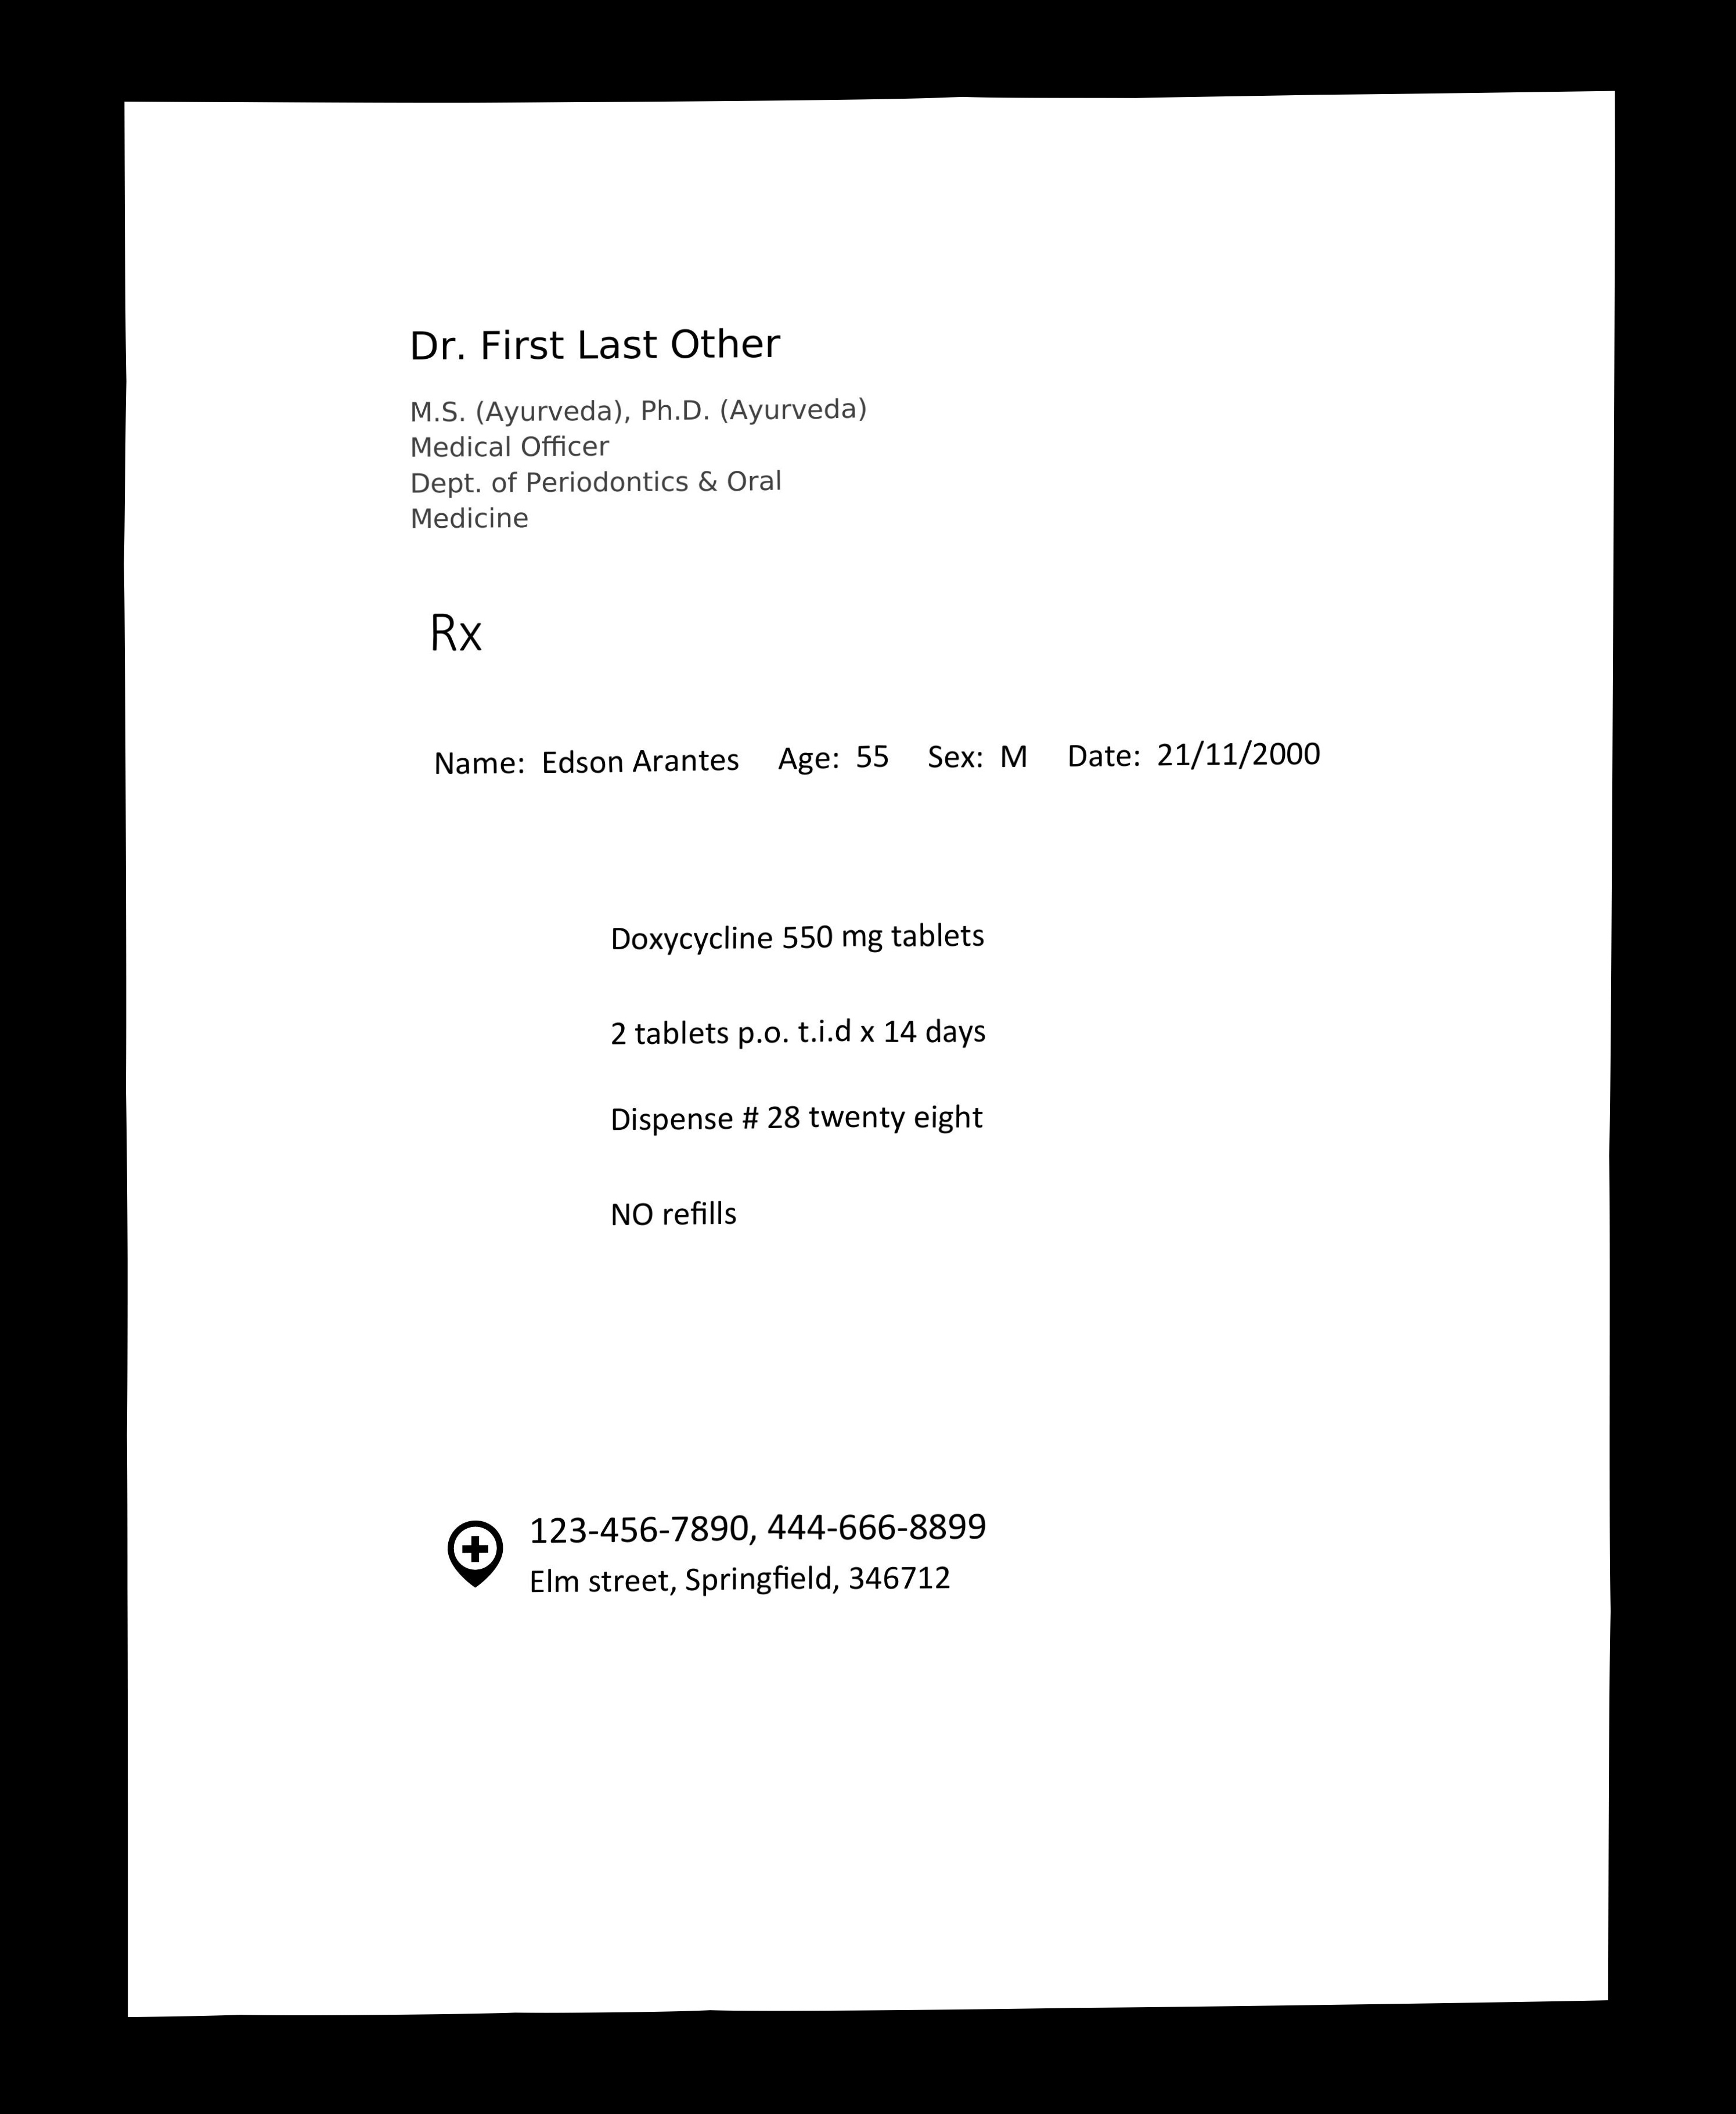 Dr. First Last Other
M.S. (Ayurveda), Ph.D. (Ayurveda)
Medical Officer
Dept. of Periodontics & Oral
Medicine
Rx
Name: Edson Arantes Age: 55 Sex: M Date: 21/11/2000
Doxycycline 550 mg tablets
2 tablets p.o. t.i.d x 14 days
Dispense # 28 twenty eight
NO refills
123-456-7890, 444-666-8899
Elm street, Springfield, 346712